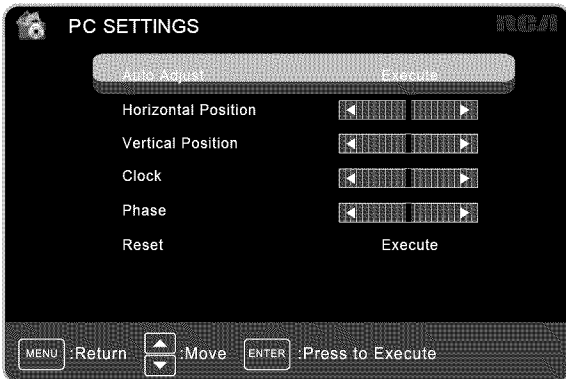 PC SETTINGS RCA
Auto Adjust Execute
Horizontal Position
Vertical Position
Clock
Phase
Reset Execute
MENU :Return :Move ENTER :Press to Execute